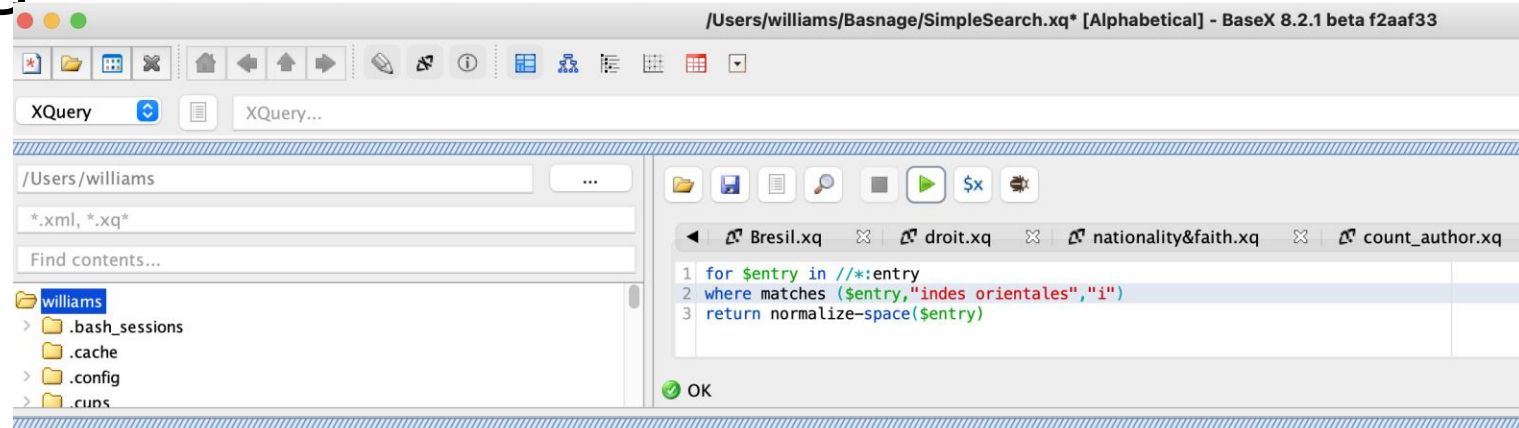 /Users/williams/Basnage/SimpleSearch.xq* [Alphabetical] - BaseX 8.2.1 beta f2aaf33
XQuery
XQuery...
/Users/williams
...
*.xml, *.xq*
Find contents...
williams
.bash_sessions
.cache
.config
.cups
$x
Bresil.xq
droit.xq
nationality&faith.xq
count_author.xq
1 for $entry in //*:entry
2 where matches ($entry,"indes orientales","i")
3 return normalize-space($entry)
OK